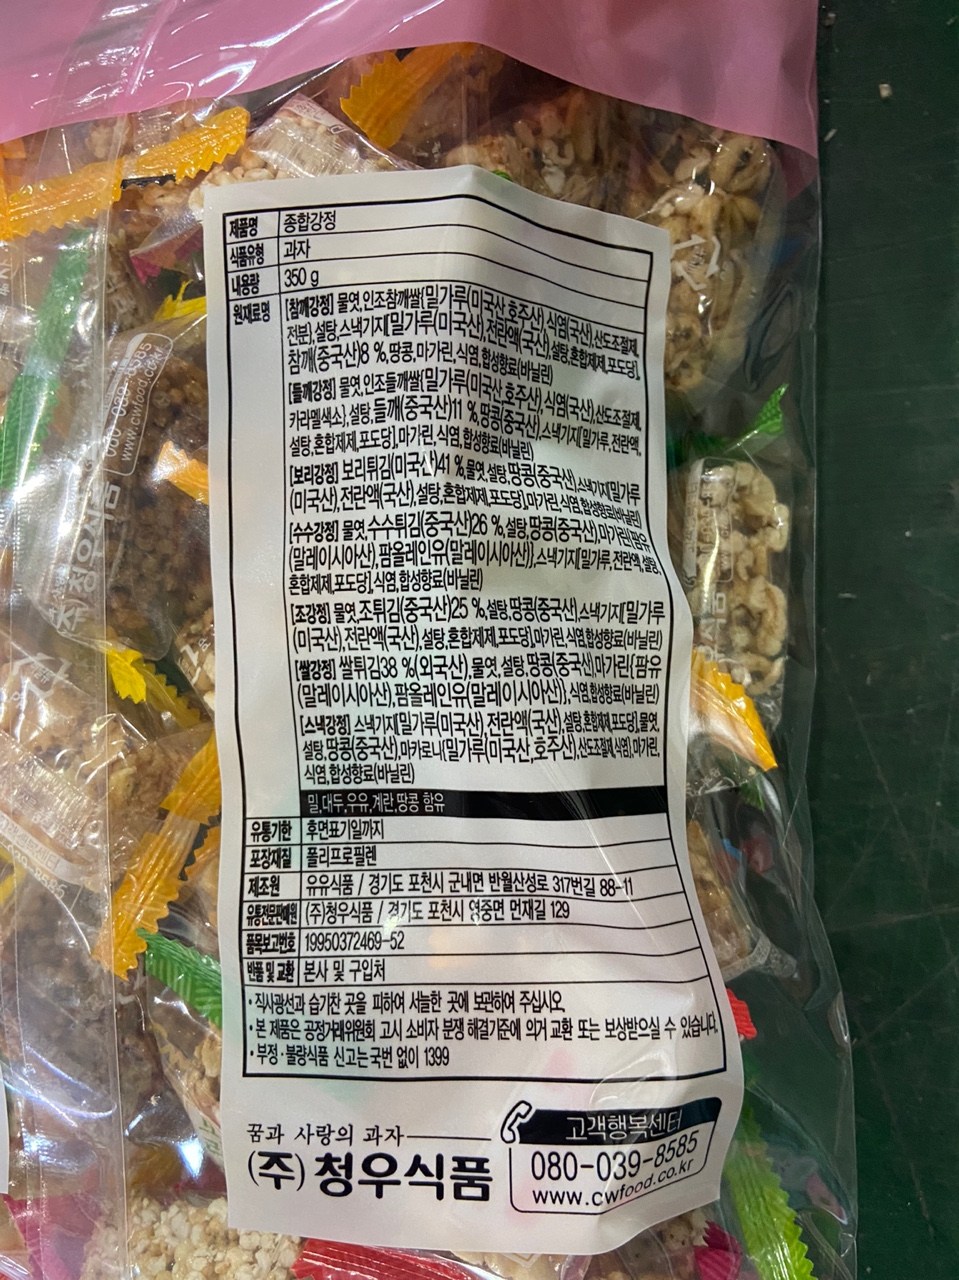 제품명 종합강정
식품유형 과자
내용량 350 g
원재료명 [참깨강정] 물엿,인조참깨쌀{밀가루(미국산,호주산),식염(국산),산도조절제,
전분},설탕,스낵기지[밀가루(미국산),전란액(국산),설탕,혼합제제,포도당],
참깨(중국산)8 %,땅콩,마가린,식염,합성향료(바닐린)
[들깨강정] 물엿,인조들깨쌀{밀가루(미국산,호주산),식염(국산),산도조절제,
카라멜색소},설탕,들깨(중국산)11 %,땅콩(중국산),스낵기지[밀가루,전란액,
설탕,혼합제제,포도당],마가린,식염,합성향료(바닐린)
[보리강정] 보리튀김(미국산)41 %,물엿,설탕,땅콩(중국산),스낵기지[밀가루
(미국산),전란액(국산),설탕,혼합제제,포도당],마가린,식염,합성향료(바닐린)
[수수강정] 물엿,수수튀김(중국산)26 %,설탕,땅콩(중국산),마가린{팜유
(말레이시아산),팜올레인유(말레이시아산)},스낵기지[밀가루,전란액,설탕,
혼합제제,포도당],식염,합성향료(바닐린)
[조강정] 물엿,조튀김(중국산)25 %,설탕,땅콩(중국산),스낵기지[밀가루
(미국산),전란액(국산),설탕,혼합제제,포도당],마가린,식염,합성향료(바닐린)
[쌀강정] 쌀튀김38 %(외국산),물엿,설탕,땅콩(중국산),마가린{팜유
(말레이시아산),팜올레인유(말레이시아산)},식염,합성향료(바닐린)
[스낵강정] 스낵기지[밀가루(미국산),전란액(국산),설탕,혼합제제,포도당],물엿,
설탕,땅콩(중국산),마카로니{밀가루(미국산,호주산),산도조절제,식염},마가린,
식염,합성향료(바닐린)
밀,대두,우유,계란,땅콩 함유
유통기한 후면표기일까지
포장재질 폴리프로필렌
제조원 유유식품 / 경기도 포천시 군내면 반월산성로 317번길 88-11
유통전문판매원 (주)청우식품 / 경기도 포천시 영중면 먼재길 129
품목보고번호 19950372469-52
반품 및 교환 본사 및 구입처
· 직사광선과 습기찬 곳을 피하여 서늘한 곳에 보관하여 주십시오.
· 본 제품은 공정거래위원회 고시 소비자 분쟁 해결기준에 의거 교환 또는 보상받으실 수 있습니다.
· 부정·불량식품 신고는 국번 없이 1399
꿈과 사랑의 과자
(주)청우식품
고객행복센터
080-039-8585
www.cwfood.co.kr
080-039-8585
www.cwfood.co.kr
(주)청우식품